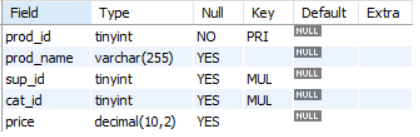 Field Type Null Key Default Extra
prod_id tinyint NO PRI NULL
prod_name varchar(255) YES NULL
sup_id tinyint YES MUL NULL
cat_id tinyint YES MUL NULL
price decimal(10,2) YES NULL